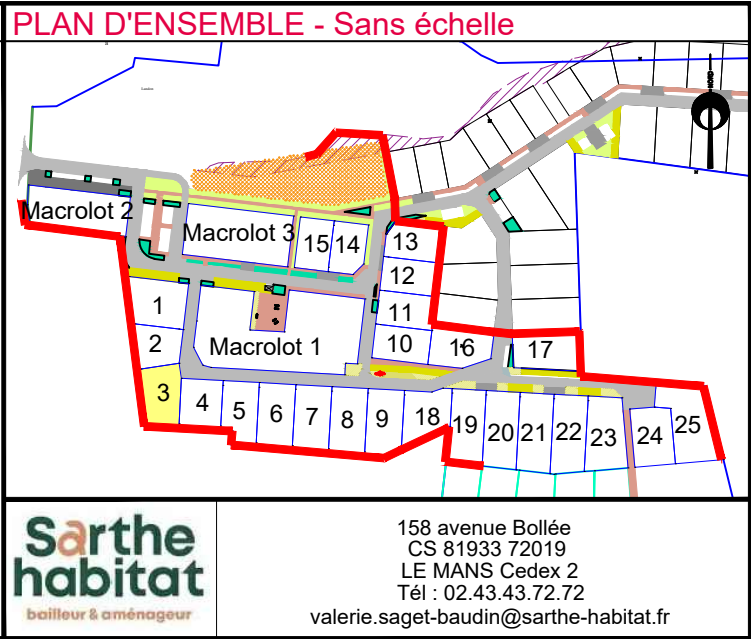 PLAN D'ENSEMBLE - Sans échelle
Macrolot 2
Macrolot 3
15
14
13
12
11
10
16
17
1
2
3
Macrolot 1
4
5
6
7
8
9
18
19
20
21
22
23
24
25
Sarthe
habitat
bailleur & aménageur
158 avenue Bollée
CS 81933 72019
LE MANS Cedex 2
Tél : 02.43.43.72.72
valerie.saget-baudin@sarthe-habitat.fr